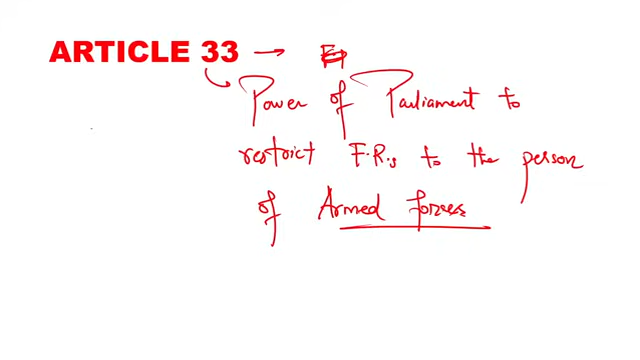 ARTICLE 33 →
Power of Parliament to
restrict F.R.s to the person
of Armed forces